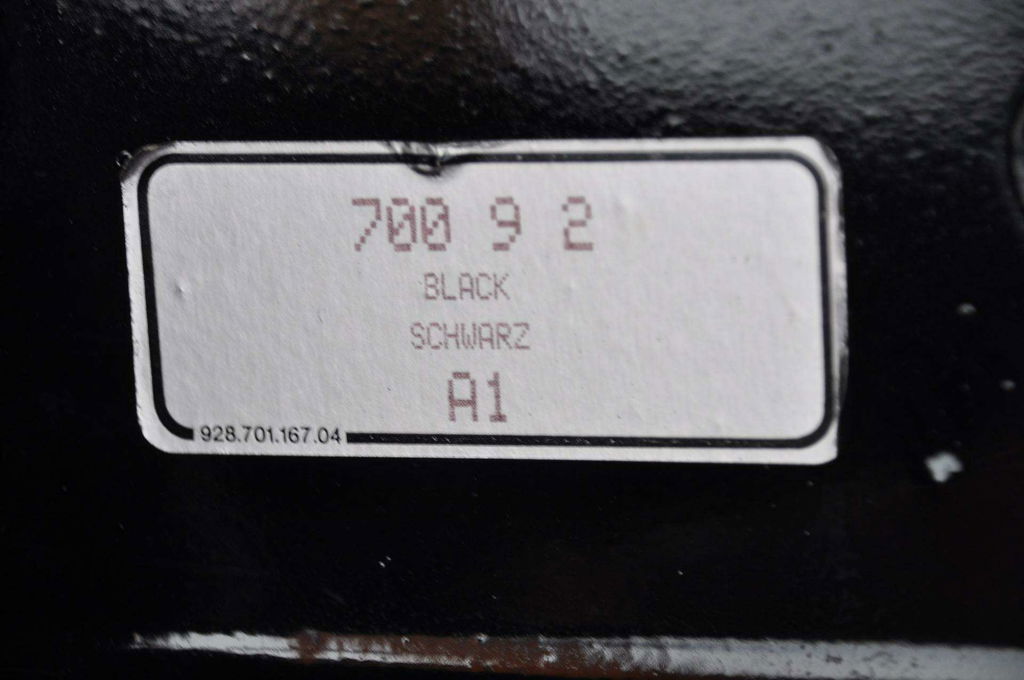 700 9 2
BLACK
SCHWARZ
A1
928.701.167.04